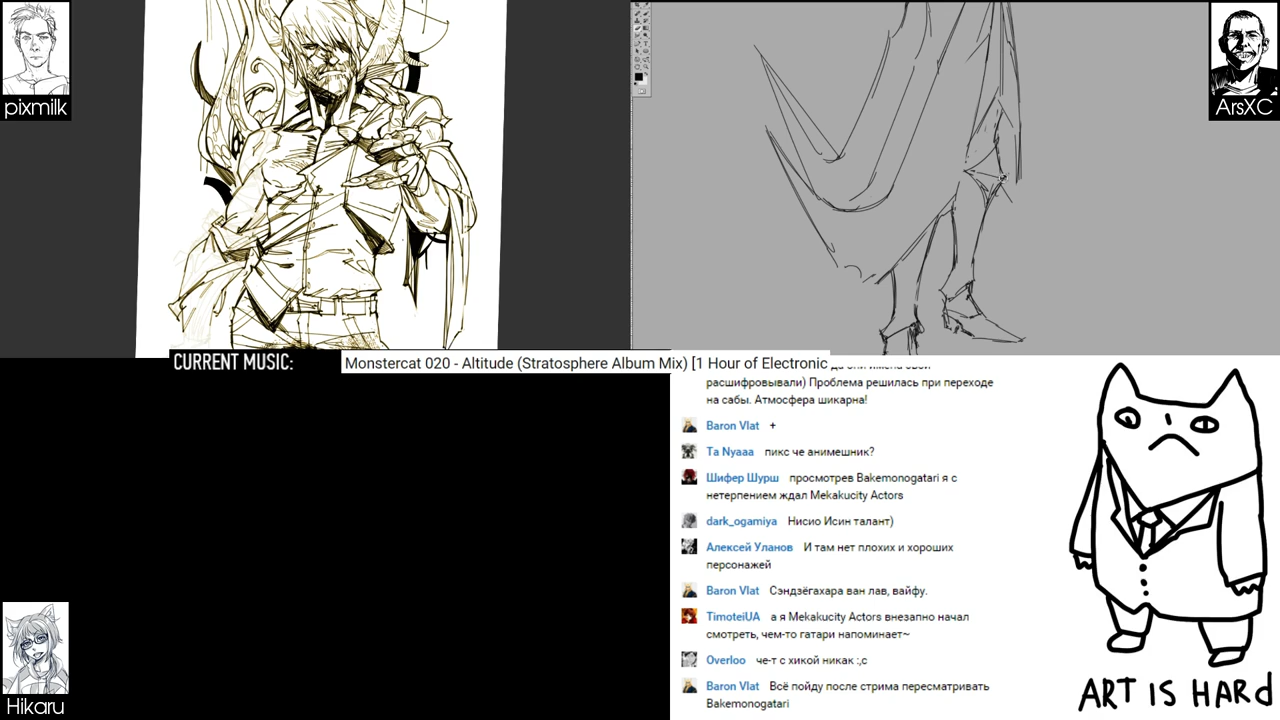 pixmilk
ArsXC
CURRENT MUSIC:
Monstercat 020 - Altitude (Stratosphere Album Mix) [1 Hour of Electronic
расшифровывали) Проблема решилась при переходе
на сабы. Атмосфера шикарна!
Baron Vlat +
Ta Nyaaa пикс че анимешник?
Шифер Шурш просмотрев Bakemonogatari я с
нетерпением ждал Mekakucity Actors
dark_ogamiya Нисио Исин талант)
Алексей Уланов И там нет плохих и хороших
персонажей
Baron Vlat Сэндзёгахара ван лав, вайфу.
TimoteiUA а я Mekakucity Actors внезапно начал
смотреть, чем-то гатари напоминает~
Overloo че-т с хикой никак :,с
Baron Vlat Всё пойду после стрима пересматривать
Bakemonogatari
Hikaru
ART IS HARd